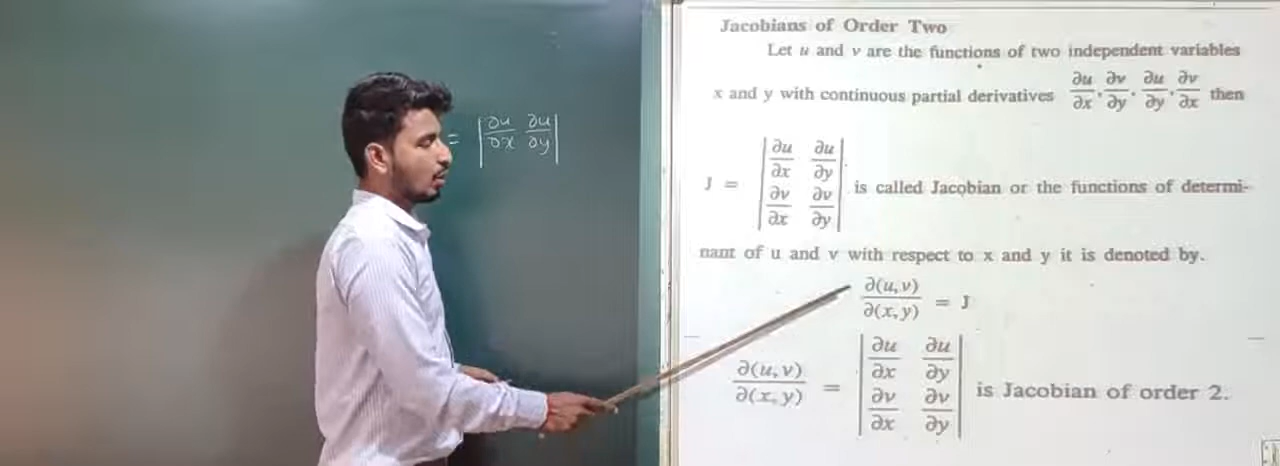 = | ∂u/∂x ∂u/∂y |
Jacobians of Order Two
Let u and v are the functions of two independent variables
x and y with continuous partial derivatives ∂u/∂x, ∂v/∂y, ∂u/∂y, ∂v/∂x then
J = | ∂u/∂x ∂u/∂y
∂v/∂x ∂v/∂y | is called Jacobian or the functions of determi-
nant of u and v with respect to x and y it is denoted by.
∂(u, v)/∂(x, y) = J
∂(u, v)/∂(x, y) = | ∂u/∂x ∂u/∂y
∂v/∂x ∂v/∂y | is Jacobian of order 2.